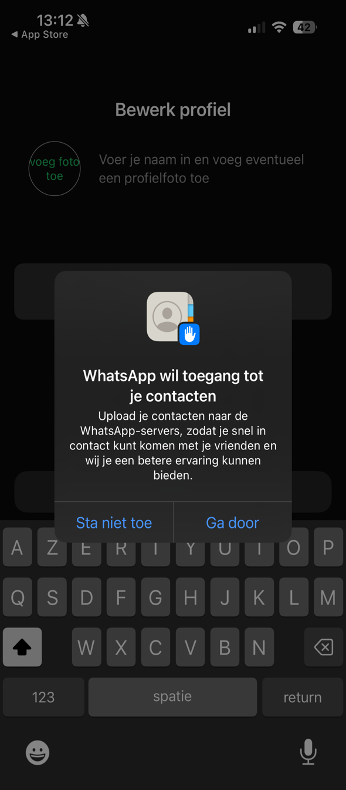 13:12
42
◀ App Store
Bewerk profiel
voeg foto
toe
Voer je naam in en voeg eventueel
een profielfoto toe
WhatsApp wil toegang tot
je contacten
Upload je contacten naar de
WhatsApp-servers, zodat je snel in
contact kunt komen met je vrienden en
wij je een betere ervaring kunnen
bieden.
Sta niet toe Ga door
A Z E R T Y U I O P
Q S D F G H J K L M
W X C V B N
123 spatie return